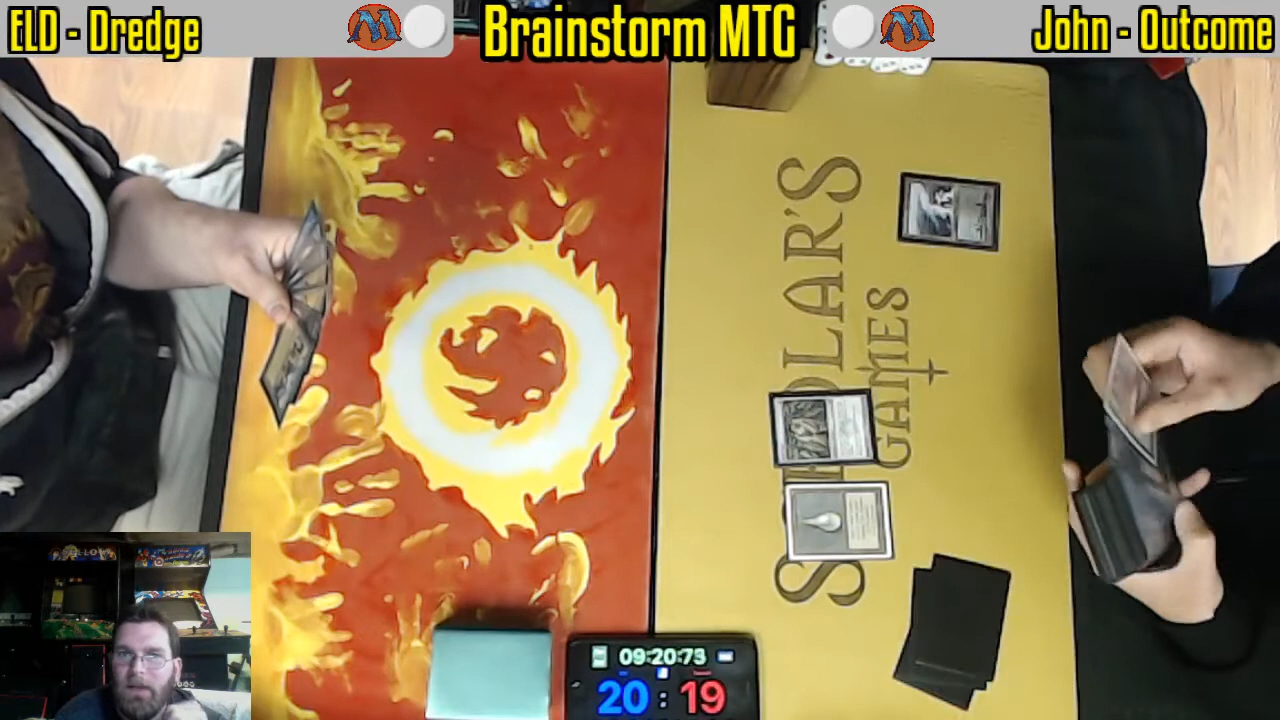 ELD - Dredge
Brainstorm MTG
John - Outcome
SCHOLAR'S
GAMES
09:20:73
20 : 19